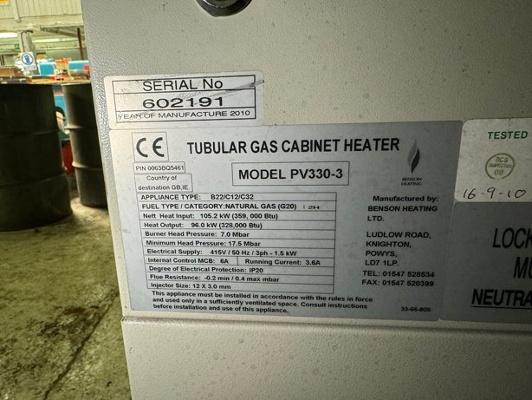 SERIAL No
602191
YEAR OF MANUFACTURE 2010
CE
TUBULAR GAS CABINET HEATER
PIN 0063BQ5461
MODEL PV330-3
BENSON
HEATING
Country of
destination GB,IE.
APPLIANCE TYPE: B22/C12/C32
FUEL TYPE / CATEGORY:NATURAL GAS (G20)
Nett Heat Input: 105.2 kW (359, 000 Btu)
Heat Output: 96.0 kW (328,000 Btu)
Burner Head Pressure: 7.0 Mbar
Minimum Head Pressure: 17.5 Mbar
Electrical Supply: 415V / 50 Hz / 3ph - 1.5 kW
Internal Control MCB: 6A Running Current: 3.6A
Degree of Electrical Protection: IP20
Flue Resistance: -0.2 min / 0.4 max mbar
Injector Size: 12 X 3.0 mm
This appliance must be installed in accordance with the rules in force
and used only in a sufficiently ventilated space. Consult instructions
before installation and use of this appliance.
Manufactured by:
BENSON HEATING
LTD.
LUDLOW ROAD,
KNIGHTON,
POWYS,
LD7 1LP.
TEL: 01547 528534
FAX: 01547 520399
33-66-809
TESTED
16-9-10
LOCK
NEUTRA